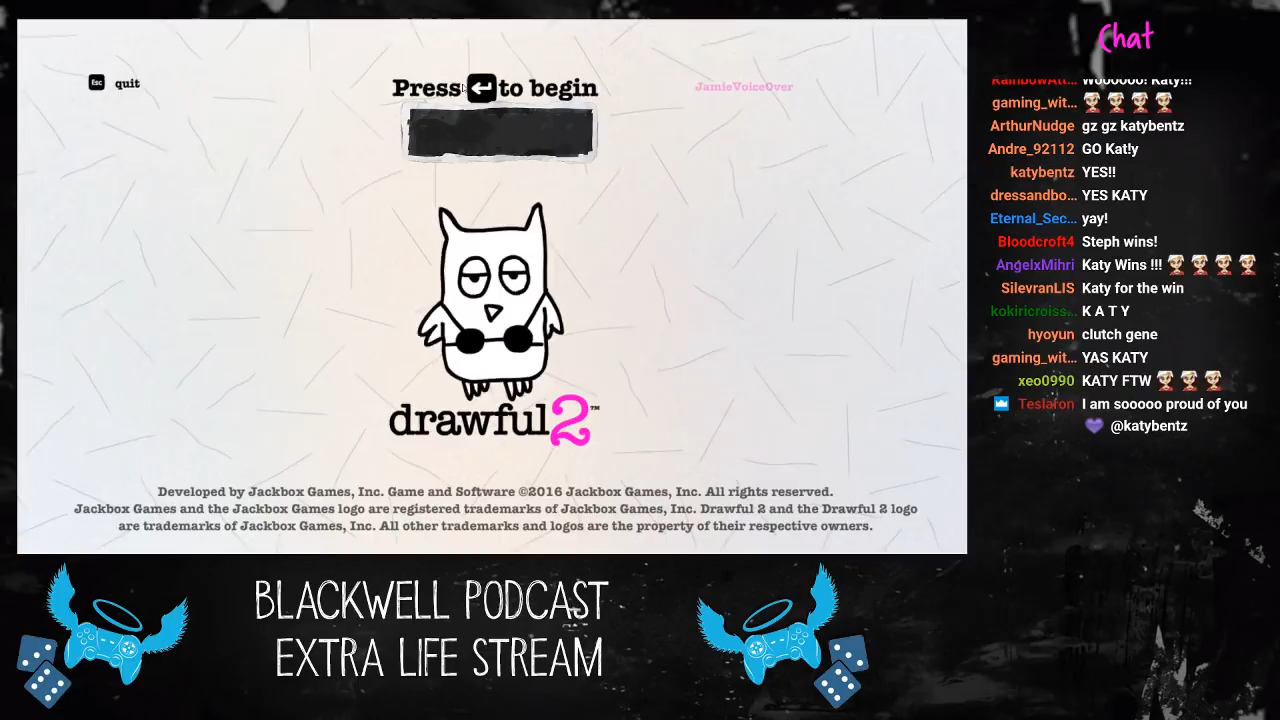 Esc quit
Press to begin
JamieVoiceOver
drawful 2™
Developed by Jackbox Games, Inc. Game and Software ©2016 Jackbox Games, Inc. All rights reserved.
Jackbox Games and the Jackbox Games logo are registered trademarks of Jackbox Games, Inc. Drawful 2 and the Drawful 2 logo
are trademarks of Jackbox Games, Inc. All other trademarks and logos are the property of their respective owners.
Chat
RainbowAtt... Woooooo! Katy!!!
gaming_wit...
ArthurNudge gz gz katybentz
Andre_92112 GO Kat!y
katybentz YES!!
dressandbo... YES KATY
Eternal_Sec... yay!
Bloodcroft4 Steph wins!
AngelxMihri Katy Wins !!!
SilevranLIS Katy for the win
kokiricroiss... K A T Y
hyoyun clutch gene
gaming_wit... YAS KATY
xeo0990 KATY FTW
Teslaron I am sooooo proud of you
@katybentz
BLACKWELL PODCAST
EXTRA LIFE STREAM